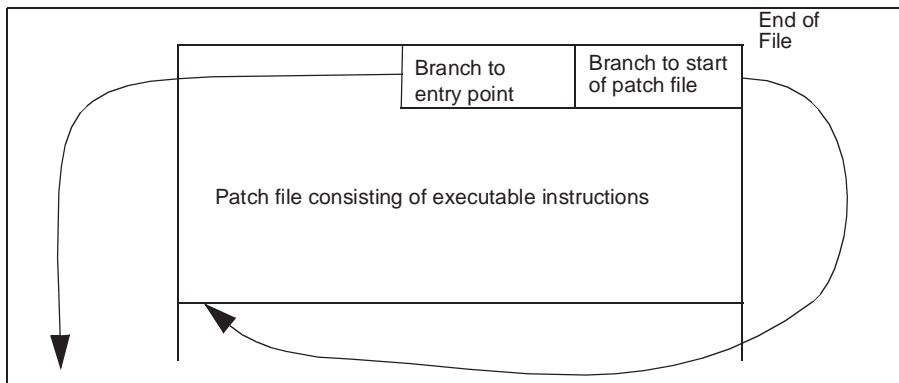 End of
File
Branch to
entry point
Branch to start
of patch file
Patch file consisting of executable instructions